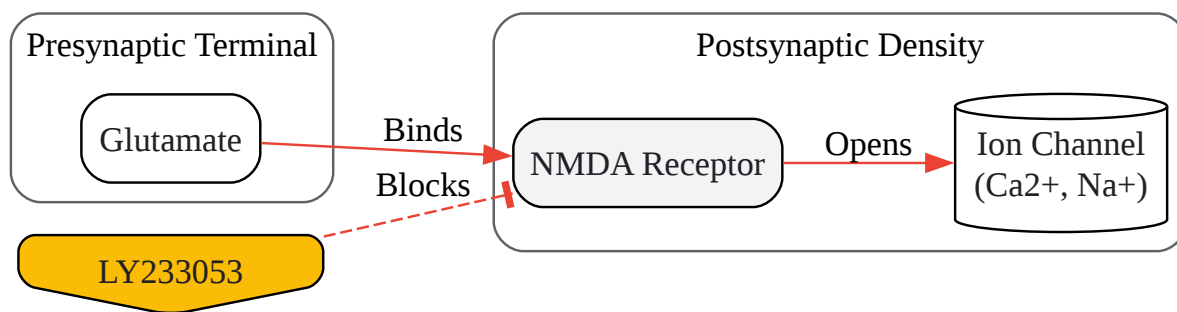 Presynaptic Terminal
Glutamate
Binds
Blocks
LY233053
Postsynaptic Density
NMDA Receptor
Opens
Ion Channel
(Ca2+, Na+)